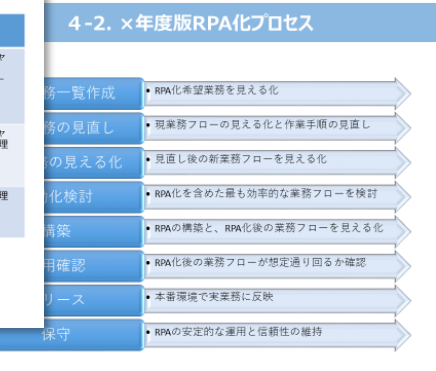 4-2. ×年度版RPA化プロセス
務一覧作成
• RPA化希望業務を見える化
務の見直し
• 現業務フローの見える化と作業手順の見直し
務の見える化
• 見直し後の新業務フローを見える化
化検討
• RPA化を含めた最も効率的な業務フローを検討
構築
• RPAの構築と、RPA化後の業務フローを見える化
用確認
• RPA化後の業務フローが想定通り回るか確認
リース
• 本番環境で実業務に反映
保守
• RPAの安定的な運用と信頼性の維持
理
理